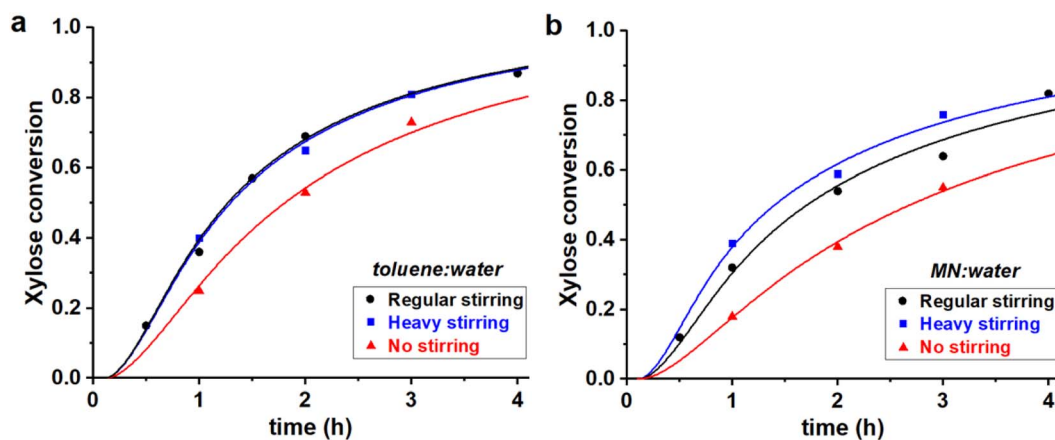 a
1.0
0.8
0.6
0.4
0.2
0.0
Xylose conversion
0 1 2 3 4
time (h)
toluene:water
Regular stirring
Heavy stirring
No stirring
b
1.0
0.8
0.6
0.4
0.2
0.0
Xylose conversion
0 1 2 3 4
time (h)
MN:water
Regular stirring
Heavy stirring
No stirring